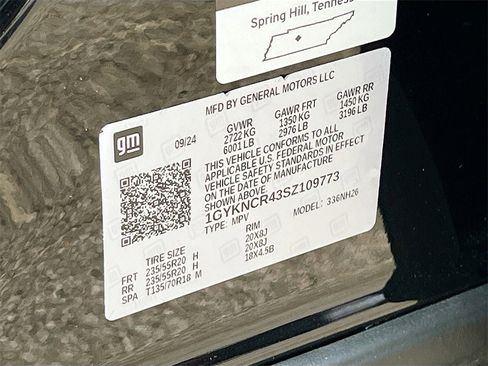 Spring Hill, Tennes
MFD BY GENERAL MOTORS LLC
gm
09/24
GVWR GAWR FRT GAWR RR
2722 KG 1350 KG 1450 KG
6001 LB 2976 LB 3196 LB
THIS VEHICLE CONFORMS TO ALL
APPLICABLE U.S. FEDERAL MOTOR
VEHICLE SAFETY STANDARDS IN EFFECT
ON THE DATE OF MANUFACTURE
SHOWN ABOVE.
1GYKNCR43SZ109773
TYPE: MPV MODEL: 336NH26
TIRE SIZE RIM
FRT 235/55R20 H 20X8J
RR 235/55R20 H 20X8J
SPA T135/70R18 M 18X4.5B